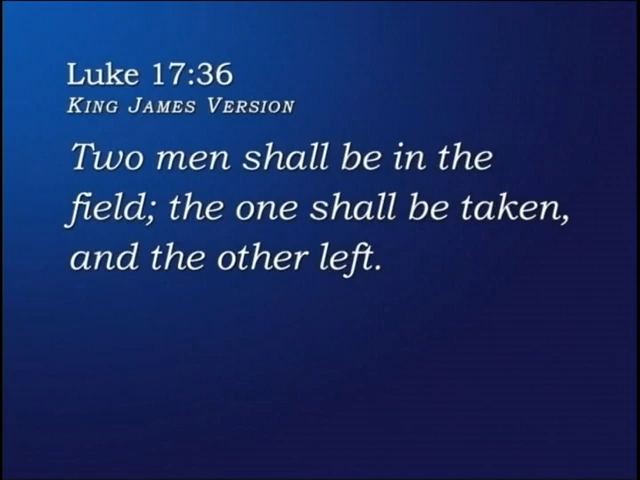 Luke 17:36
KING JAMES VERSION
Two men shall be in the
field; the one shall be taken,
and the other left.